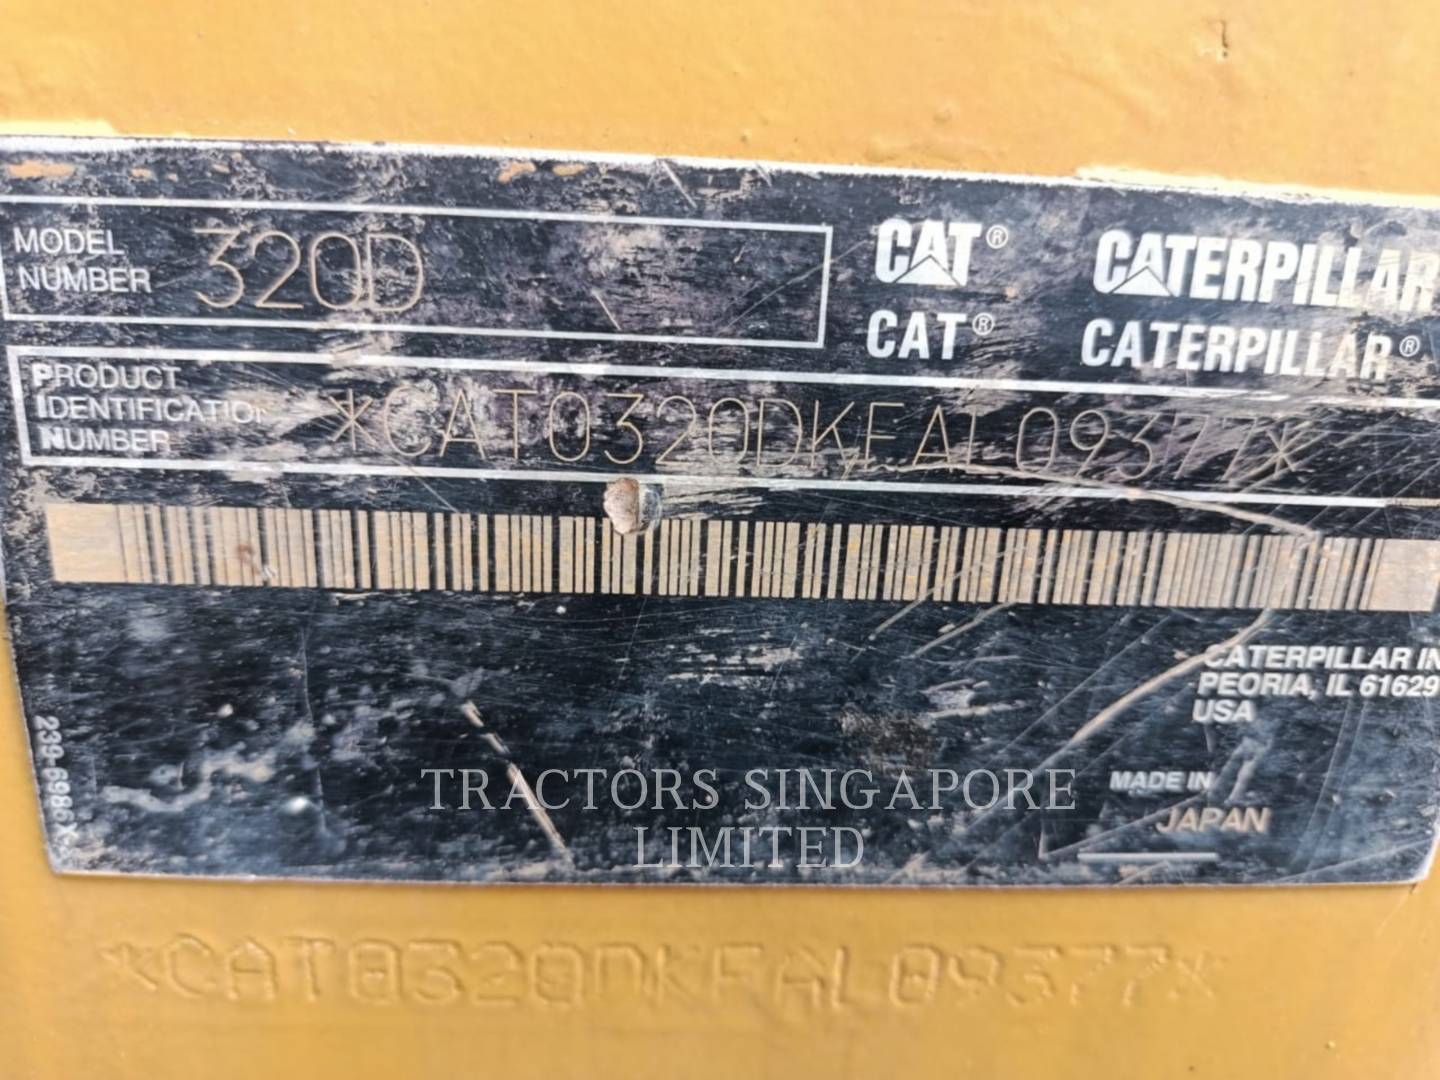 MODEL
NUMBER
320D
CAT®
CATERPILLAR
CAT®
CATERPILLAR®
PRODUCT
IDENTIFICATION
NUMBER
*CAT0320DKFAL09377*
CATERPILLAR IN
PEORIA, IL 61629
USA
239-6986
MADE IN
JAPAN
TRACTORS SINGAPORE
LIMITED
*CAT0320DKFAL09377*